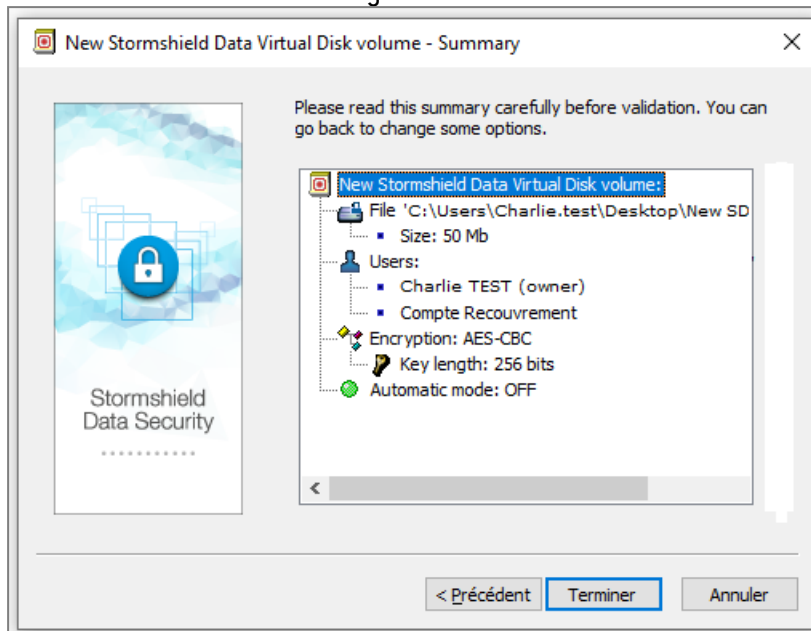 New Stormshield Data Virtual Disk volume - Summary
Please read this summary carefully before validation. You can
go back to change some options.
New Stormshield Data Virtual Disk volume:
File 'C:\Users\Charlie.test\Desktop\New SD
Size: 50 Mb
Users:
Charlie TEST (owner)
Compte Recouvrement
Encryption: AES-CBC
Key length: 256 bits
Automatic mode: OFF
Stormshield
Data Security
< Précédent
Terminer
Annuler